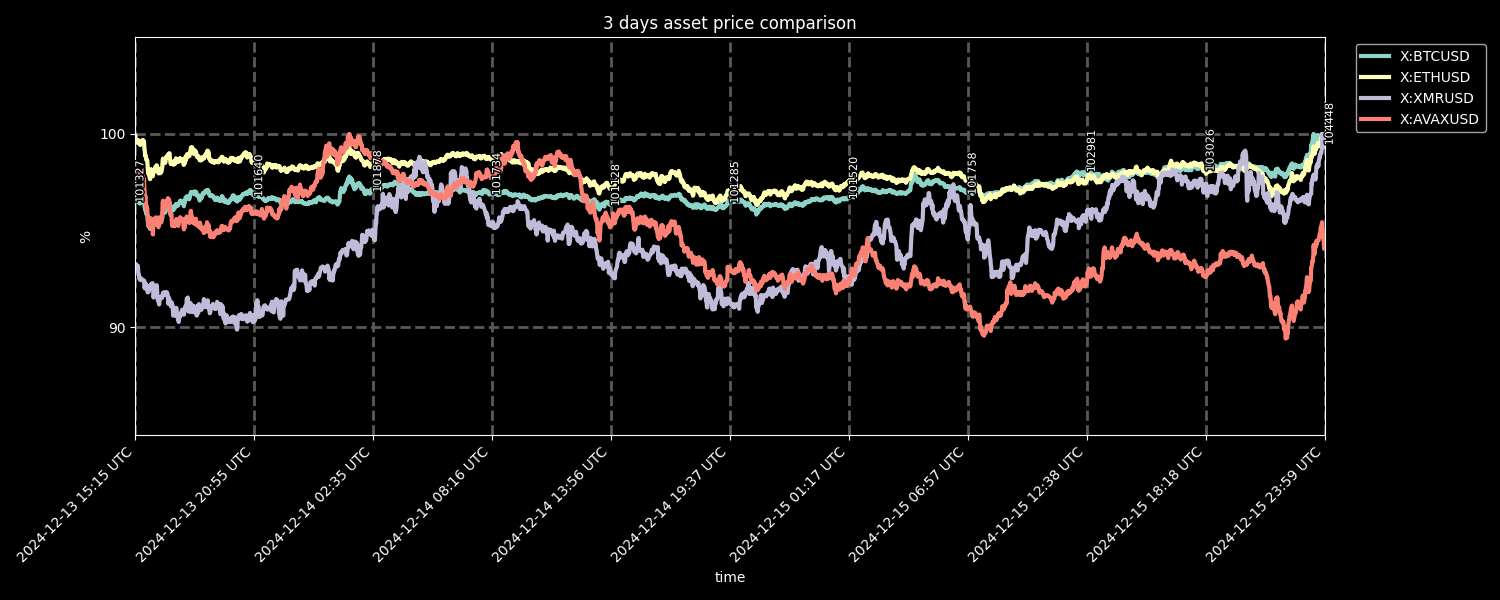 3 days asset price comparison
X:BTCUSD
X:ETHUSD
X:XMRUSD
X:AVAXUSD
%
100
90
101327
101640
101878
101734
101528
101285
101520
101758
102981
103026
104448
2024-12-13 15:15 UTC
2024-12-13 20:55 UTC
2024-12-14 02:35 UTC
2024-12-14 08:16 UTC
2024-12-14 13:56 UTC
2024-12-14 19:37 UTC
2024-12-15 01:17 UTC
2024-12-15 06:57 UTC
2024-12-15 12:38 UTC
2024-12-15 18:18 UTC
2024-12-15 23:59 UTC
time